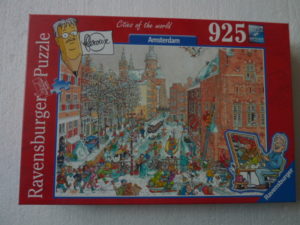 Cities of the world
925
Amsterdam
Ravensburger Puzzle
Ravensburger